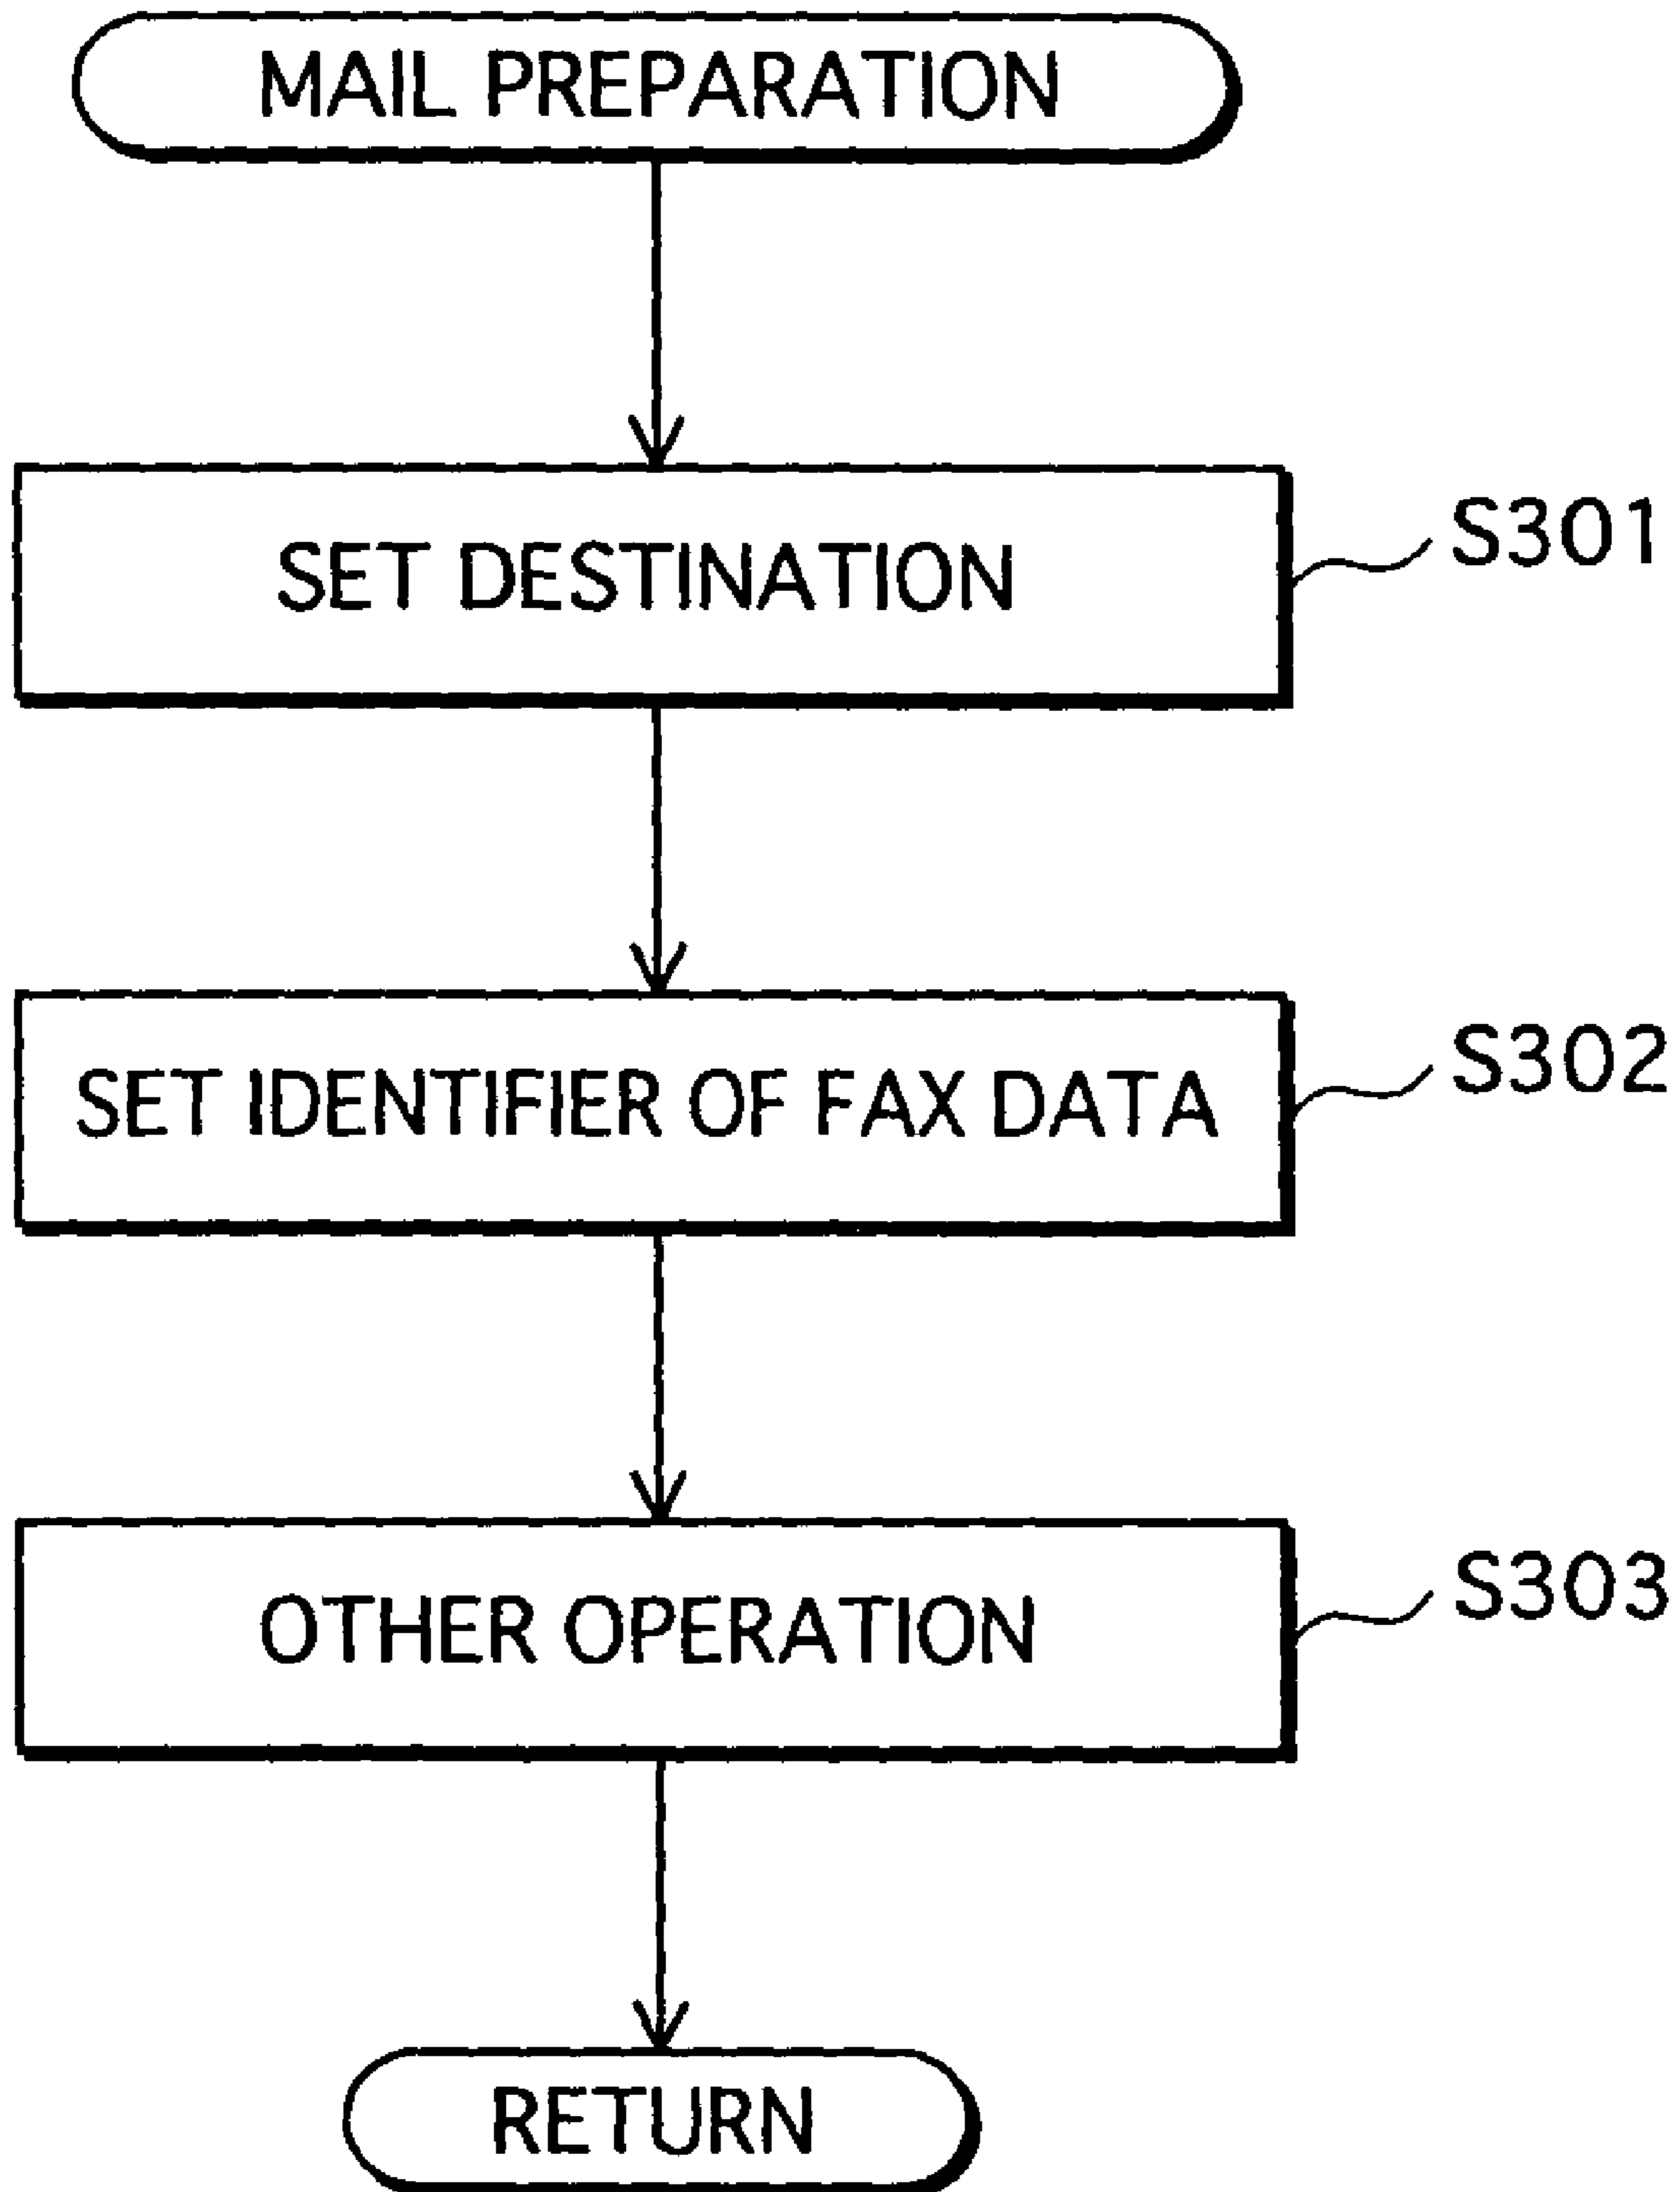 MAIL PREPARATION
SET DESTINATION
S301
SET IDENTIFIER OF FAX DATA
S302
OTHER OPERATION
S303
RETURN